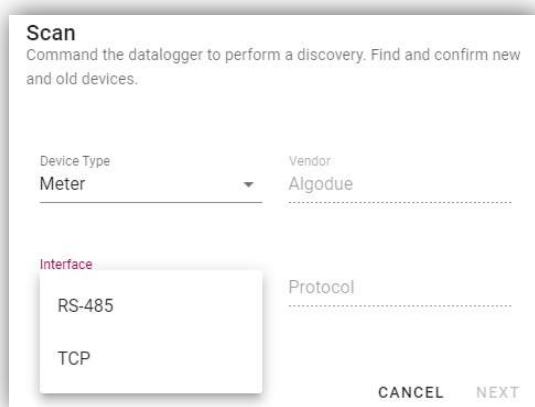 Scan
Command the datalogger to perform a discovery. Find and confirm new
and old devices.
Device Type
Meter
Vendor
Algodue
Interface
RS-485
TCP
Protocol
CANCEL NEXT